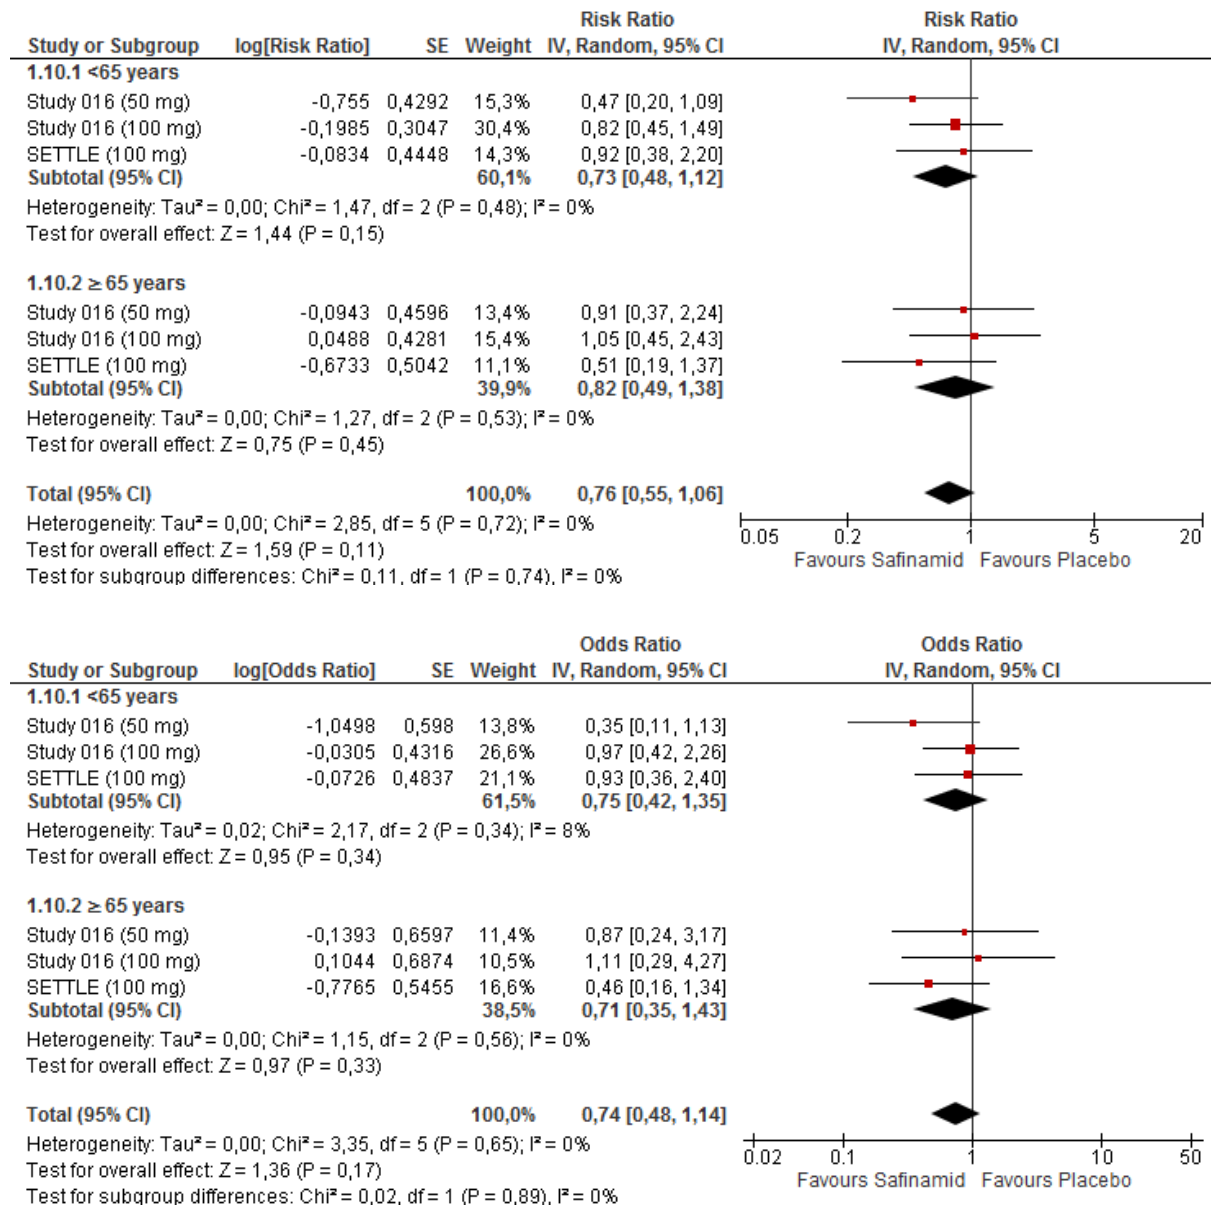 Risk Ratio Risk Ratio
Study or Subgroup log[Risk Ratio] SE Weight IV, Random, 95% CI IV, Random, 95% CI
1.10.1 <65 years
Study 016 (50 mg) -0,755 0,4292 15,3% 0,47 [0,20, 1,09]
Study 016 (100 mg) -0,1985 0,3047 30,4% 0,82 [0,45, 1,49]
SETTLE (100 mg) -0,0834 0,4448 14,3% 0,92 [0,38, 2,20]
Subtotal (95% CI) 60,1% 0,73 [0,48, 1,12]
Heterogeneity: Tau² = 0,00; Chi² = 1,47, df = 2 (P = 0,48); I² = 0%
Test for overall effect: Z = 1,44 (P = 0,15)
1.10.2 ≥ 65 years
Study 016 (50 mg) -0,0943 0,4596 13,4% 0,91 [0,37, 2,24]
Study 016 (100 mg) 0,0488 0,4281 15,4% 1,05 [0,45, 2,43]
SETTLE (100 mg) -0,6733 0,5042 11,1% 0,51 [0,19, 1,37]
Subtotal (95% CI) 39,9% 0,82 [0,49, 1,38]
Heterogeneity: Tau² = 0,00; Chi² = 1,27, df = 2 (P = 0,53); I² = 0%
Test for overall effect: Z = 0,75 (P = 0,45)
Total (95% CI) 100,0% 0,76 [0,55, 1,06]
Heterogeneity: Tau² = 0,00; Chi² = 2,85, df = 5 (P = 0,72); I² = 0%
Test for overall effect: Z = 1,59 (P = 0,11)
Test for subgroup differences: Chi² = 0,11, df = 1 (P = 0,74), I² = 0%
0.05 0.2 1 5 20
Favours Safinamid Favours Placebo
Odds Ratio Odds Ratio
Study or Subgroup log[Odds Ratio] SE Weight IV, Random, 95% CI IV, Random, 95% CI
1.10.1 <65 years
Study 016 (50 mg) -1,0498 0,598 13,8% 0,35 [0,11, 1,13]
Study 016 (100 mg) -0,0305 0,4316 26,6% 0,97 [0,42, 2,26]
SETTLE (100 mg) -0,0726 0,4837 21,1% 0,93 [0,36, 2,40]
Subtotal (95% CI) 61,5% 0,75 [0,42, 1,35]
Heterogeneity: Tau² = 0,02; Chi² = 2,17, df = 2 (P = 0,34); I² = 8%
Test for overall effect: Z = 0,95 (P = 0,34)
1.10.2 ≥ 65 years
Study 016 (50 mg) -0,1393 0,6597 11,4% 0,87 [0,24, 3,17]
Study 016 (100 mg) 0,1044 0,6874 10,5% 1,11 [0,29, 4,27]
SETTLE (100 mg) -0,7765 0,5455 16,6% 0,46 [0,16, 1,34]
Subtotal (95% CI) 38,5% 0,71 [0,35, 1,43]
Heterogeneity: Tau² = 0,00; Chi² = 1,15, df = 2 (P = 0,56); I² = 0%
Test for overall effect: Z = 0,97 (P = 0,33)
Total (95% CI) 100,0% 0,74 [0,48, 1,14]
Heterogeneity: Tau² = 0,00; Chi² = 3,35, df = 5 (P = 0,65); I² = 0%
Test for overall effect: Z = 1,36 (P = 0,17)
Test for subgroup differences: Chi² = 0,02, df = 1 (P = 0,89), I² = 0%
0.02 0.1 1 10 50
Favours Safinamid Favours Placebo